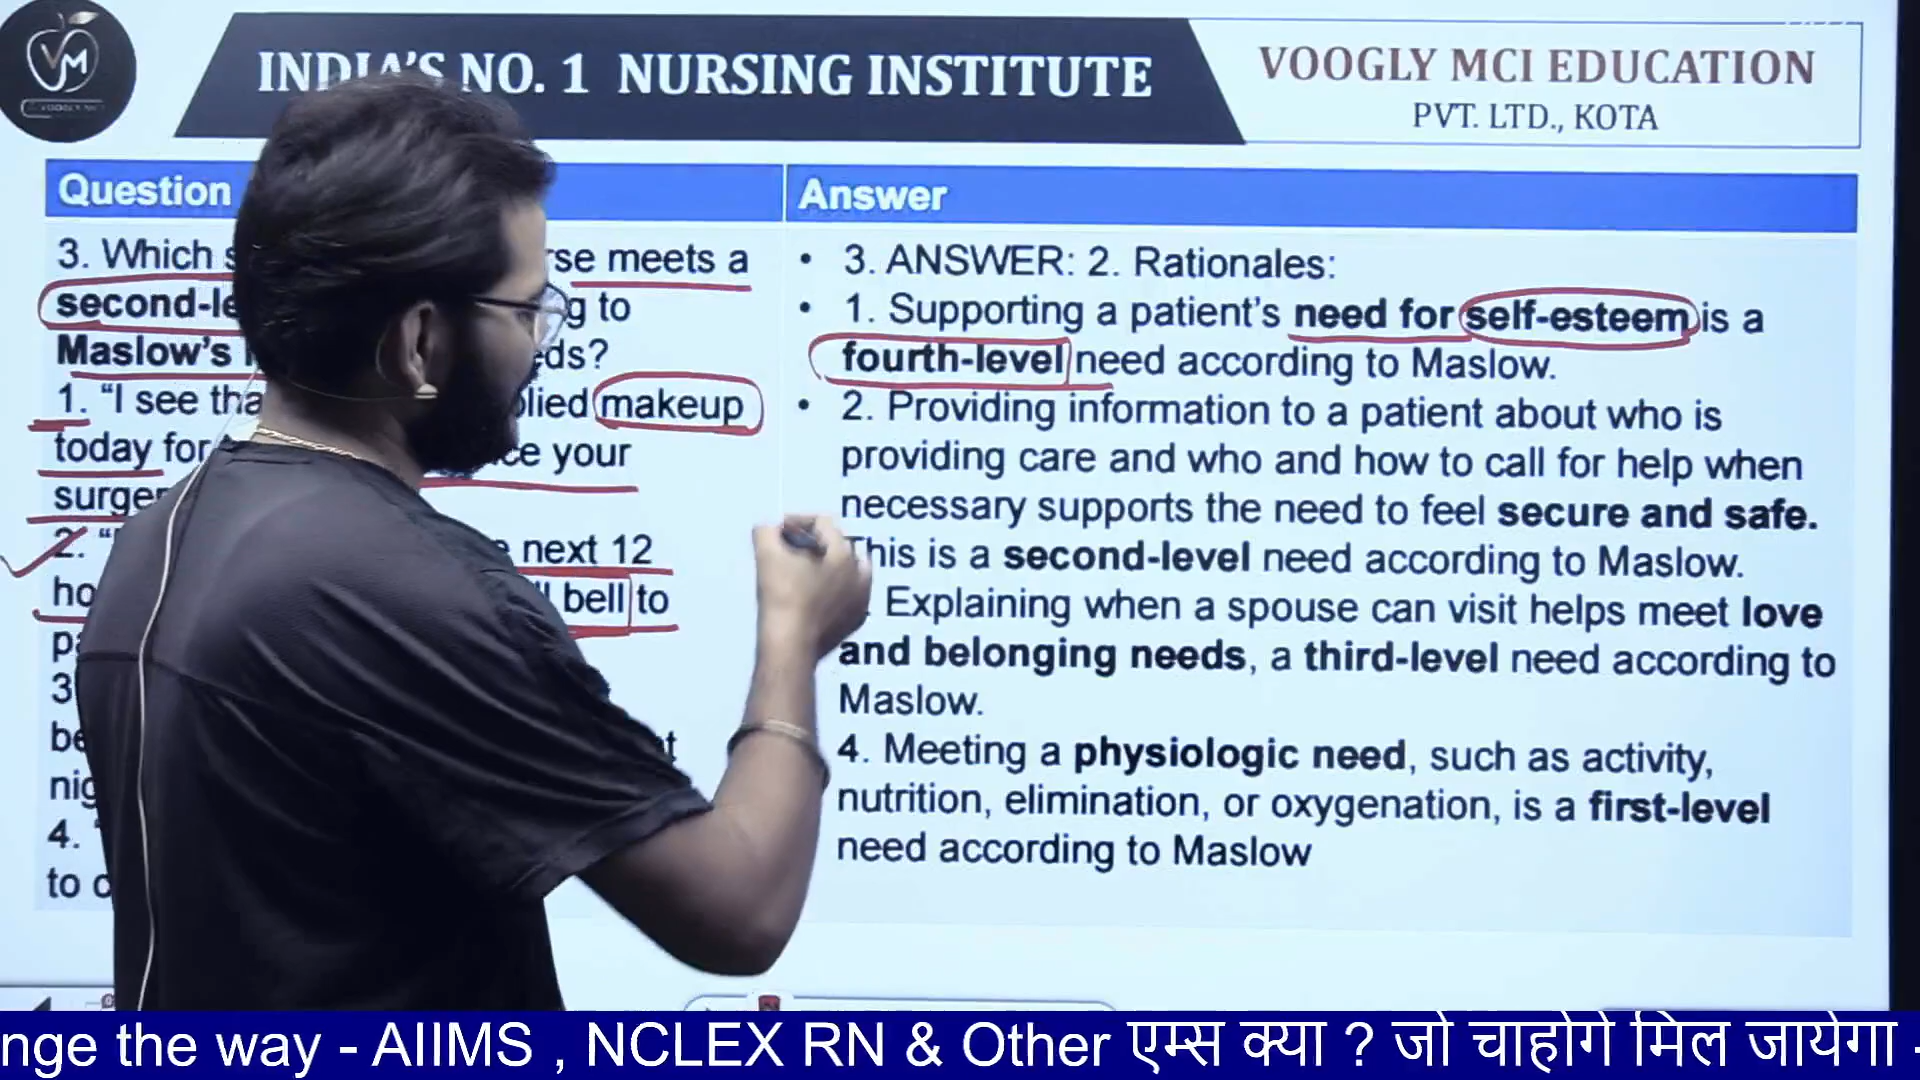 VM
INDIA'S NO. 1 NURSING INSTITUTE
VOOGLY MCI EDUCATION
PVT. LTD., KOTA
Question
3. Which se meets a
second-le g to
Maslow's ds?
1. "I see tha lied makeup
today for ce your
surge
2. " next 12
ho bell to
pa
3
be at
nig
4.
to c
Answer
• 3. ANSWER: 2. Rationales:
• 1. Supporting a patient's need for self-esteem is a
fourth-level need according to Maslow.
• 2. Providing information to a patient about who is
providing care and who and how to call for help when
necessary supports the need to feel secure and safe.
This is a second-level need according to Maslow.
Explaining when a spouse can visit helps meet love
and belonging needs, a third-level need according to
Maslow.
4. Meeting a physiologic need, such as activity,
nutrition, elimination, or oxygenation, is a first-level
need according to Maslow
nge the way - AIIMS , NCLEX RN & Other एम्स क्या ? जो चाहोगे मिल जायेगा -